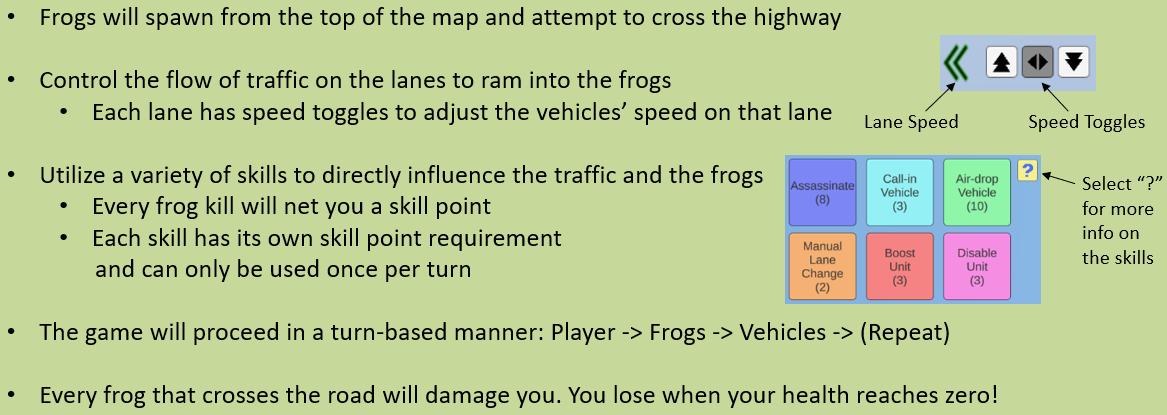 • Frogs will spawn from the top of the map and attempt to cross the highway
• Control the flow of traffic on the lanes to ram into the frogs
• Each lane has speed toggles to adjust the vehicles’ speed on that lane
Lane Speed
Speed Toggles
• Utilize a variety of skills to directly influence the traffic and the frogs
• Every frog kill will net you a skill point
• Each skill has its own skill point requirement
and can only be used once per turn
Assassinate
(8)
Call-in
Vehicle
(3)
Air-drop
Vehicle
(10)
?
Manual
Lane
Change
(2)
Boost
Unit
(3)
Disable
Unit
(3)
Select “?”
for more
info on
the skills
• The game will proceed in a turn-based manner: Player -> Frogs -> Vehicles -> (Repeat)
• Every frog that crosses the road will damage you. You lose when your health reaches zero!